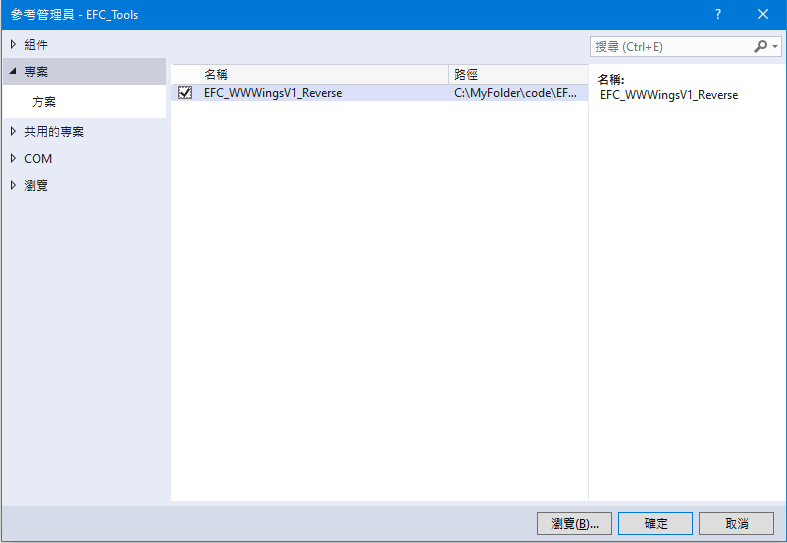 參考管理員 - EFC_Tools
?
組件
專案
方案
共用的專案
COM
瀏覽
名稱 路徑
EFC_WWWingsV1_Reverse C:\MyFolder\code\EF...
搜尋 (Ctrl+E)
名稱:
EFC_WWWingsV1_Reverse
瀏覽(B)... 確定 取消